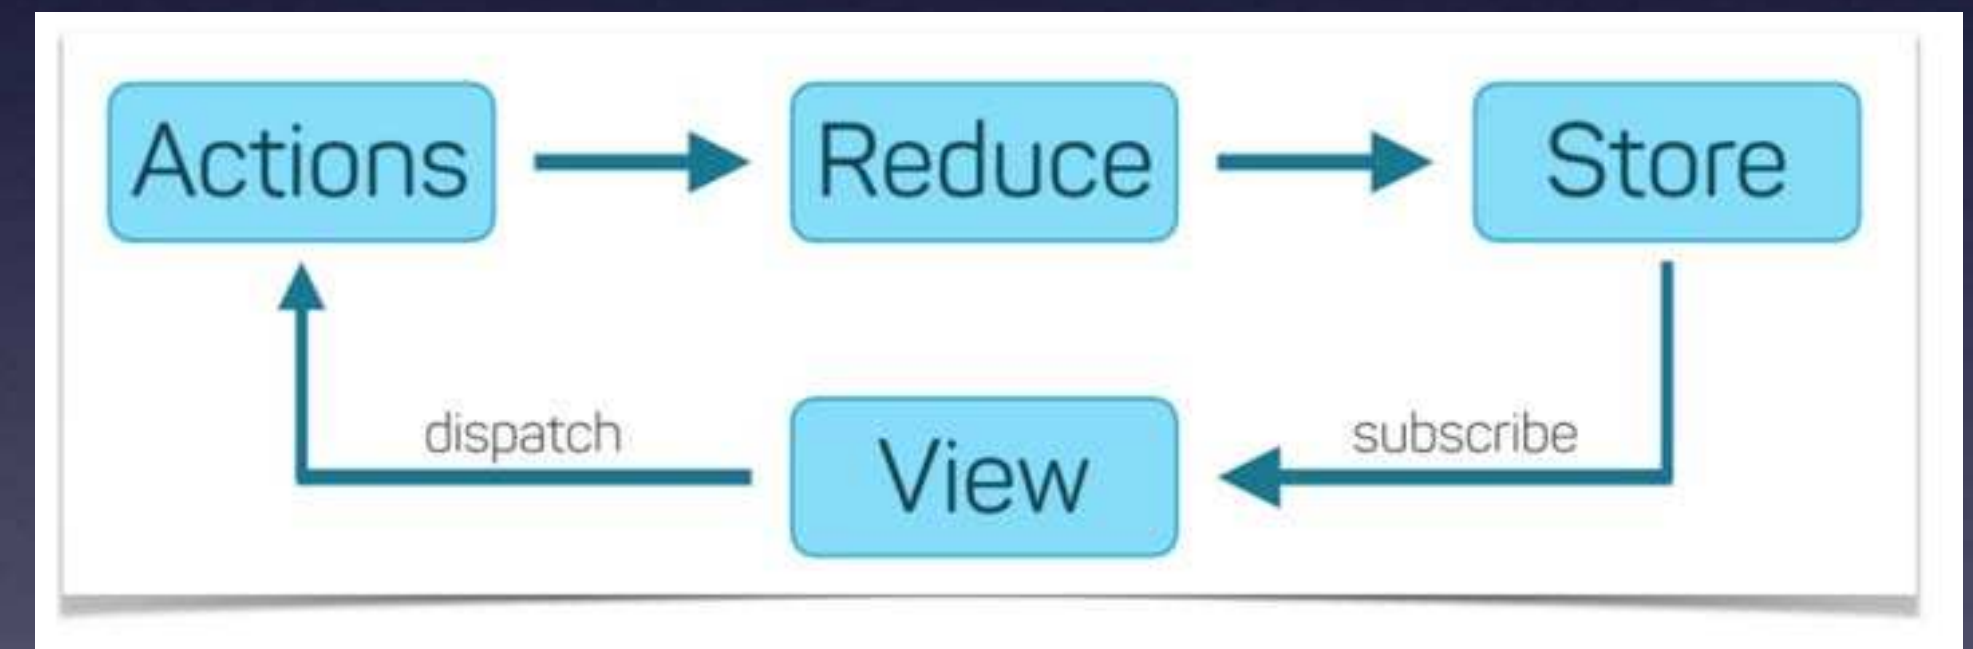 Actions
Reduce
Store
dispatch
View
subscribe